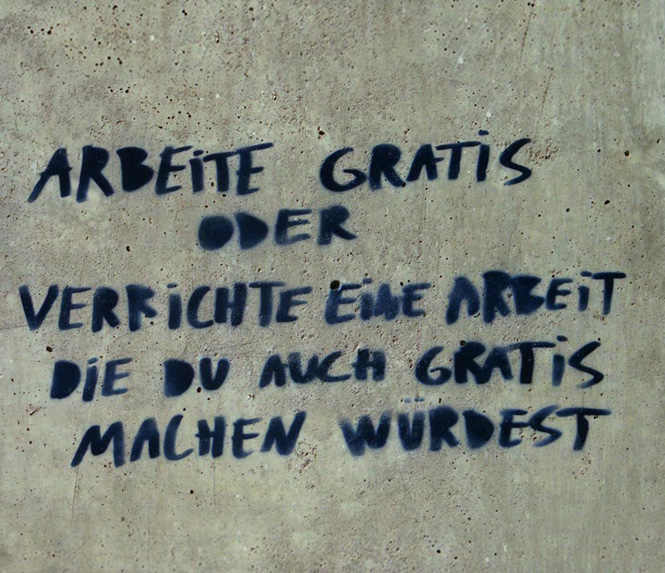 ARBEiTE GRATiS
ODER
VERRiCHTE EiNE ARBEiT
DiE DU AUCH GRATiS
MACHEN WÜRDEST